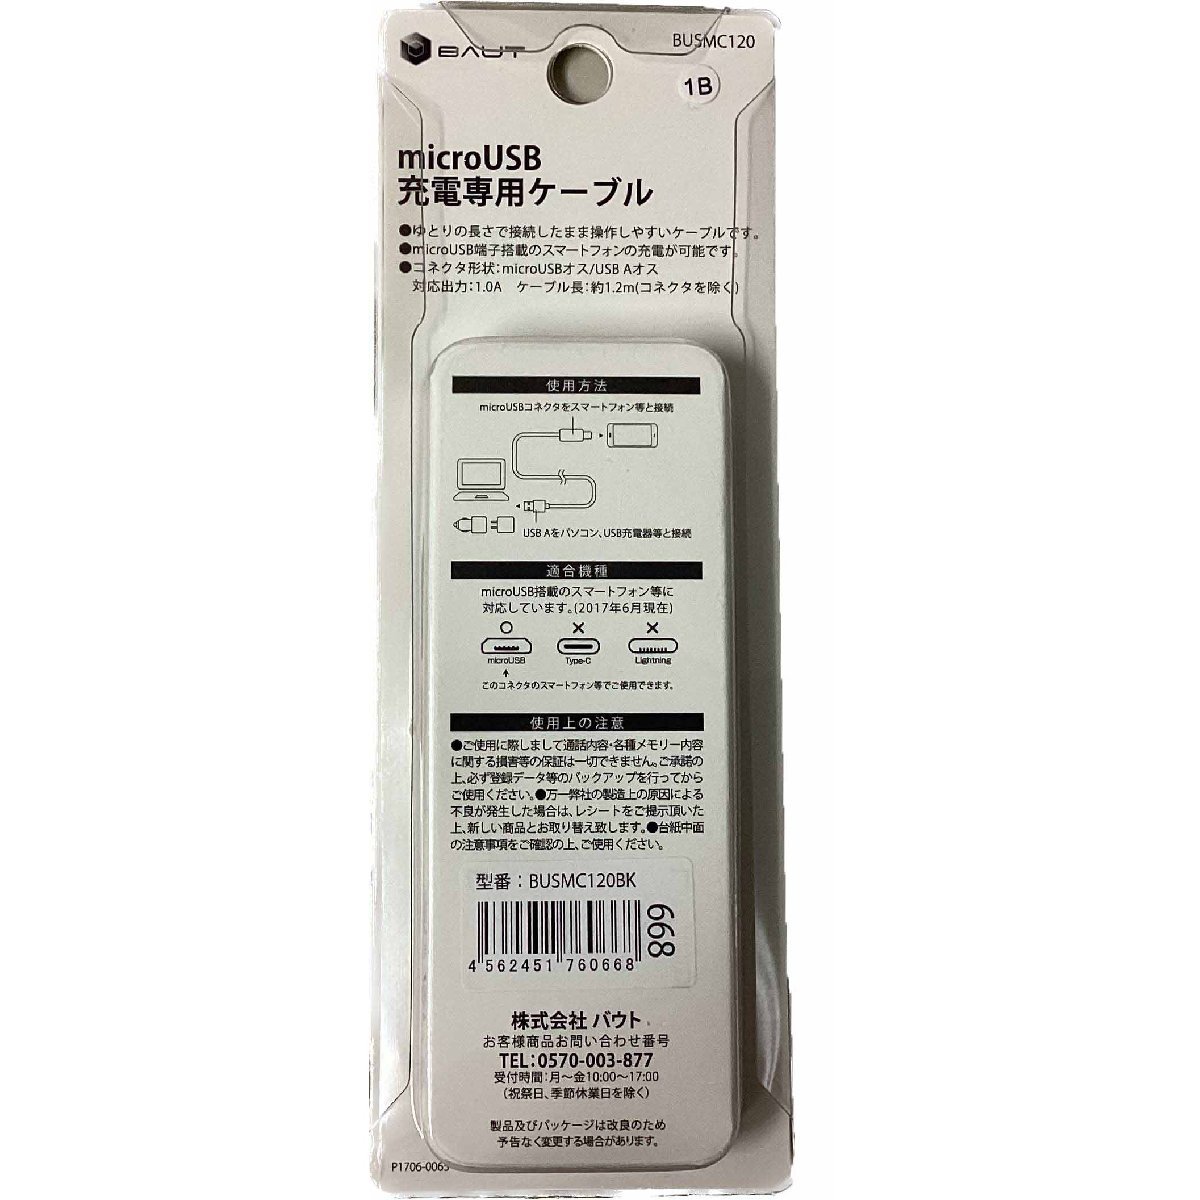 BAUT
BUSMC120
1B
microUSB
充電専用ケーブル
●ゆとりの長さで接続したまま操作しやすいケーブルです。
●microUSB端子搭載のスマートフォンの充電が可能です。
●コネクタ形状：microUSBオス/USB Aオス
対応出力：1.0A ケーブル長：約1.2m(コネクタを除く)
使用方法
microUSBコネクタをスマートフォン等と接続
USB Aをパソコン、USB充電器等と接続
適合機種
microUSB搭載のスマートフォン等に
対応しています。(2017年6月現在)
○ × ×
microUSB Type-C Lightning
このコネクタのスマートフォン等でご使用できます。
使用上の注意
●ご使用に際しまして通話内容・各種メモリー内容
に関する損害等の保証は一切できません。ご承諾の
上、必ず登録データ等のバックアップを行ってから
ご使用ください。●万一弊社の製造上の原因による
不良が発生した場合は、レシートをご提示頂いた
上、新しい商品とお取り替え致します。●台紙中面
の注意事項をご確認の上、ご使用ください。
型番：BUSMC120BK
668
4 562451 760668
株式会社 バウト
お客様商品お問い合わせ番号
TEL：0570-003-877
受付時間：月～金10:00～17:00
(祝祭日、季節休業日を除く)
製品及びパッケージは改良のため
予告なく変更する場合があります。
P1706-0065